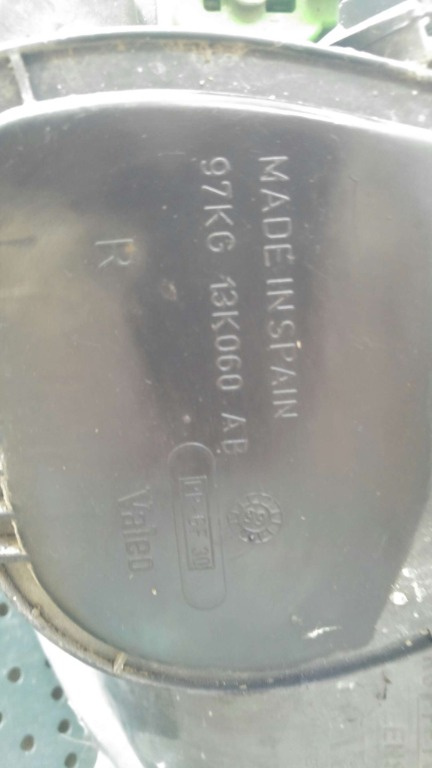 MADE IN SPAIN
97KG 13K060 AB
R
Valeo